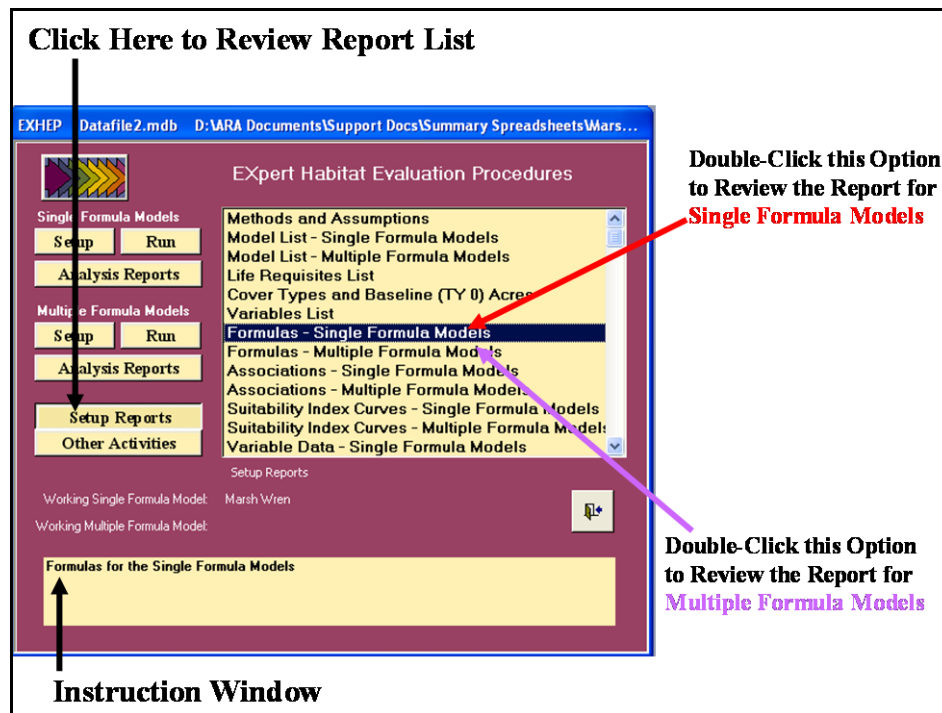 Click Here to Review Report List
EXHEP Datafile2.mdb D:\ARA Documents\Support Docs\Summary Spreadsheets\Mars...
EXpert Habitat Evaluation Procedures
Single Formula Models
Setup Run
Analysis Reports
Multiple Formula Models
Setup Run
Analysis Reports
Setup Reports
Other Activities
Methods and Assumptions
Model List - Single Formula Models
Model List - Multiple Formula Models
Life Requisites List
Cover Types and Baseline (TY 0) Acres
Variables List
Formulas - Single Formula Models
Formulas - Multiple Formula Models
Associations - Single Formula Models
Associations - Multiple Formula Models
Suitability Index Curves - Single Formula Models
Suitability Index Curves - Multiple Formula Models
Variable Data - Single Formula Models
Setup Reports
Working Single Formula Model: Marsh Wren
Working Multiple Formula Model:
Formulas for the Single Formula Models
Instruction Window
Double-Click this Option
to Review the Report for
Single Formula Models
Double-Click this Option
to Review the Report for
Multiple Formula Models